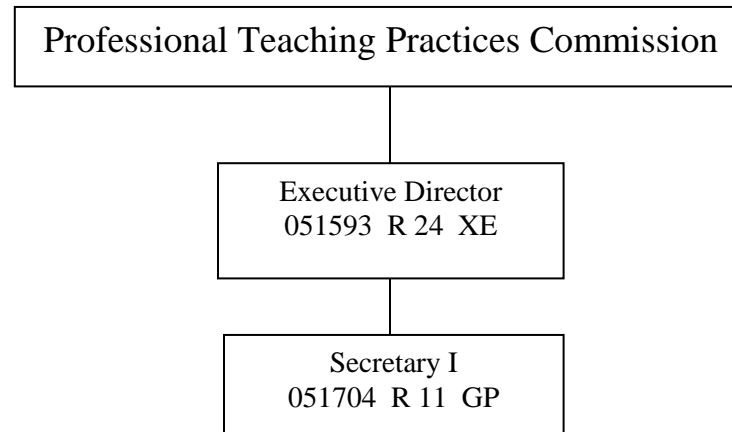 Professional Teaching Practices Commission
Executive Director
051593 R 24 XE
Secretary I
051704 R 11 GP